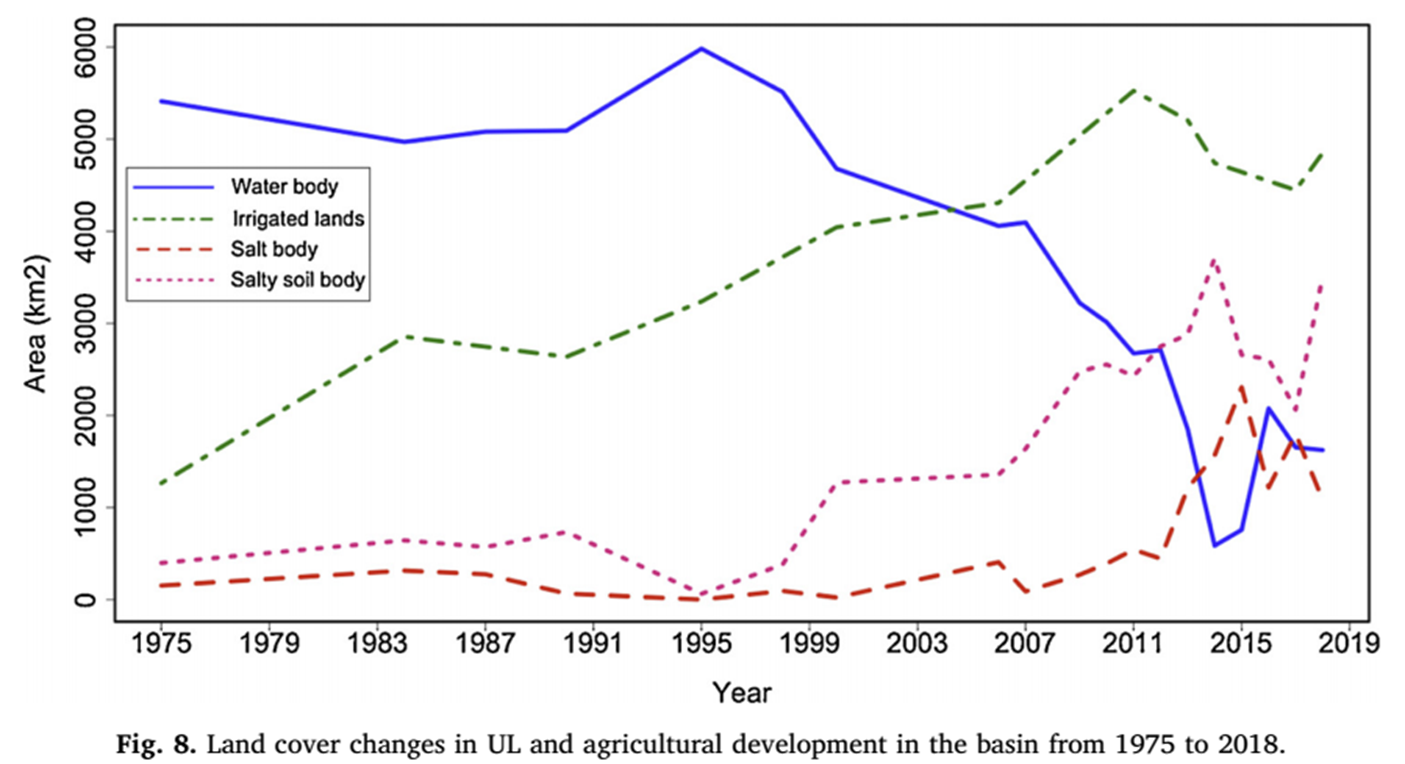 6000
5000
4000
3000
2000
1000
0
Area (km2)
Water body
Irrigated lands
Salt body
Salty soil body
1975 1979 1983 1987 1991 1995 1999 2003 2007 2011 2015 2019
Year
Fig. 8. Land cover changes in UL and agricultural development in the basin from 1975 to 2018.